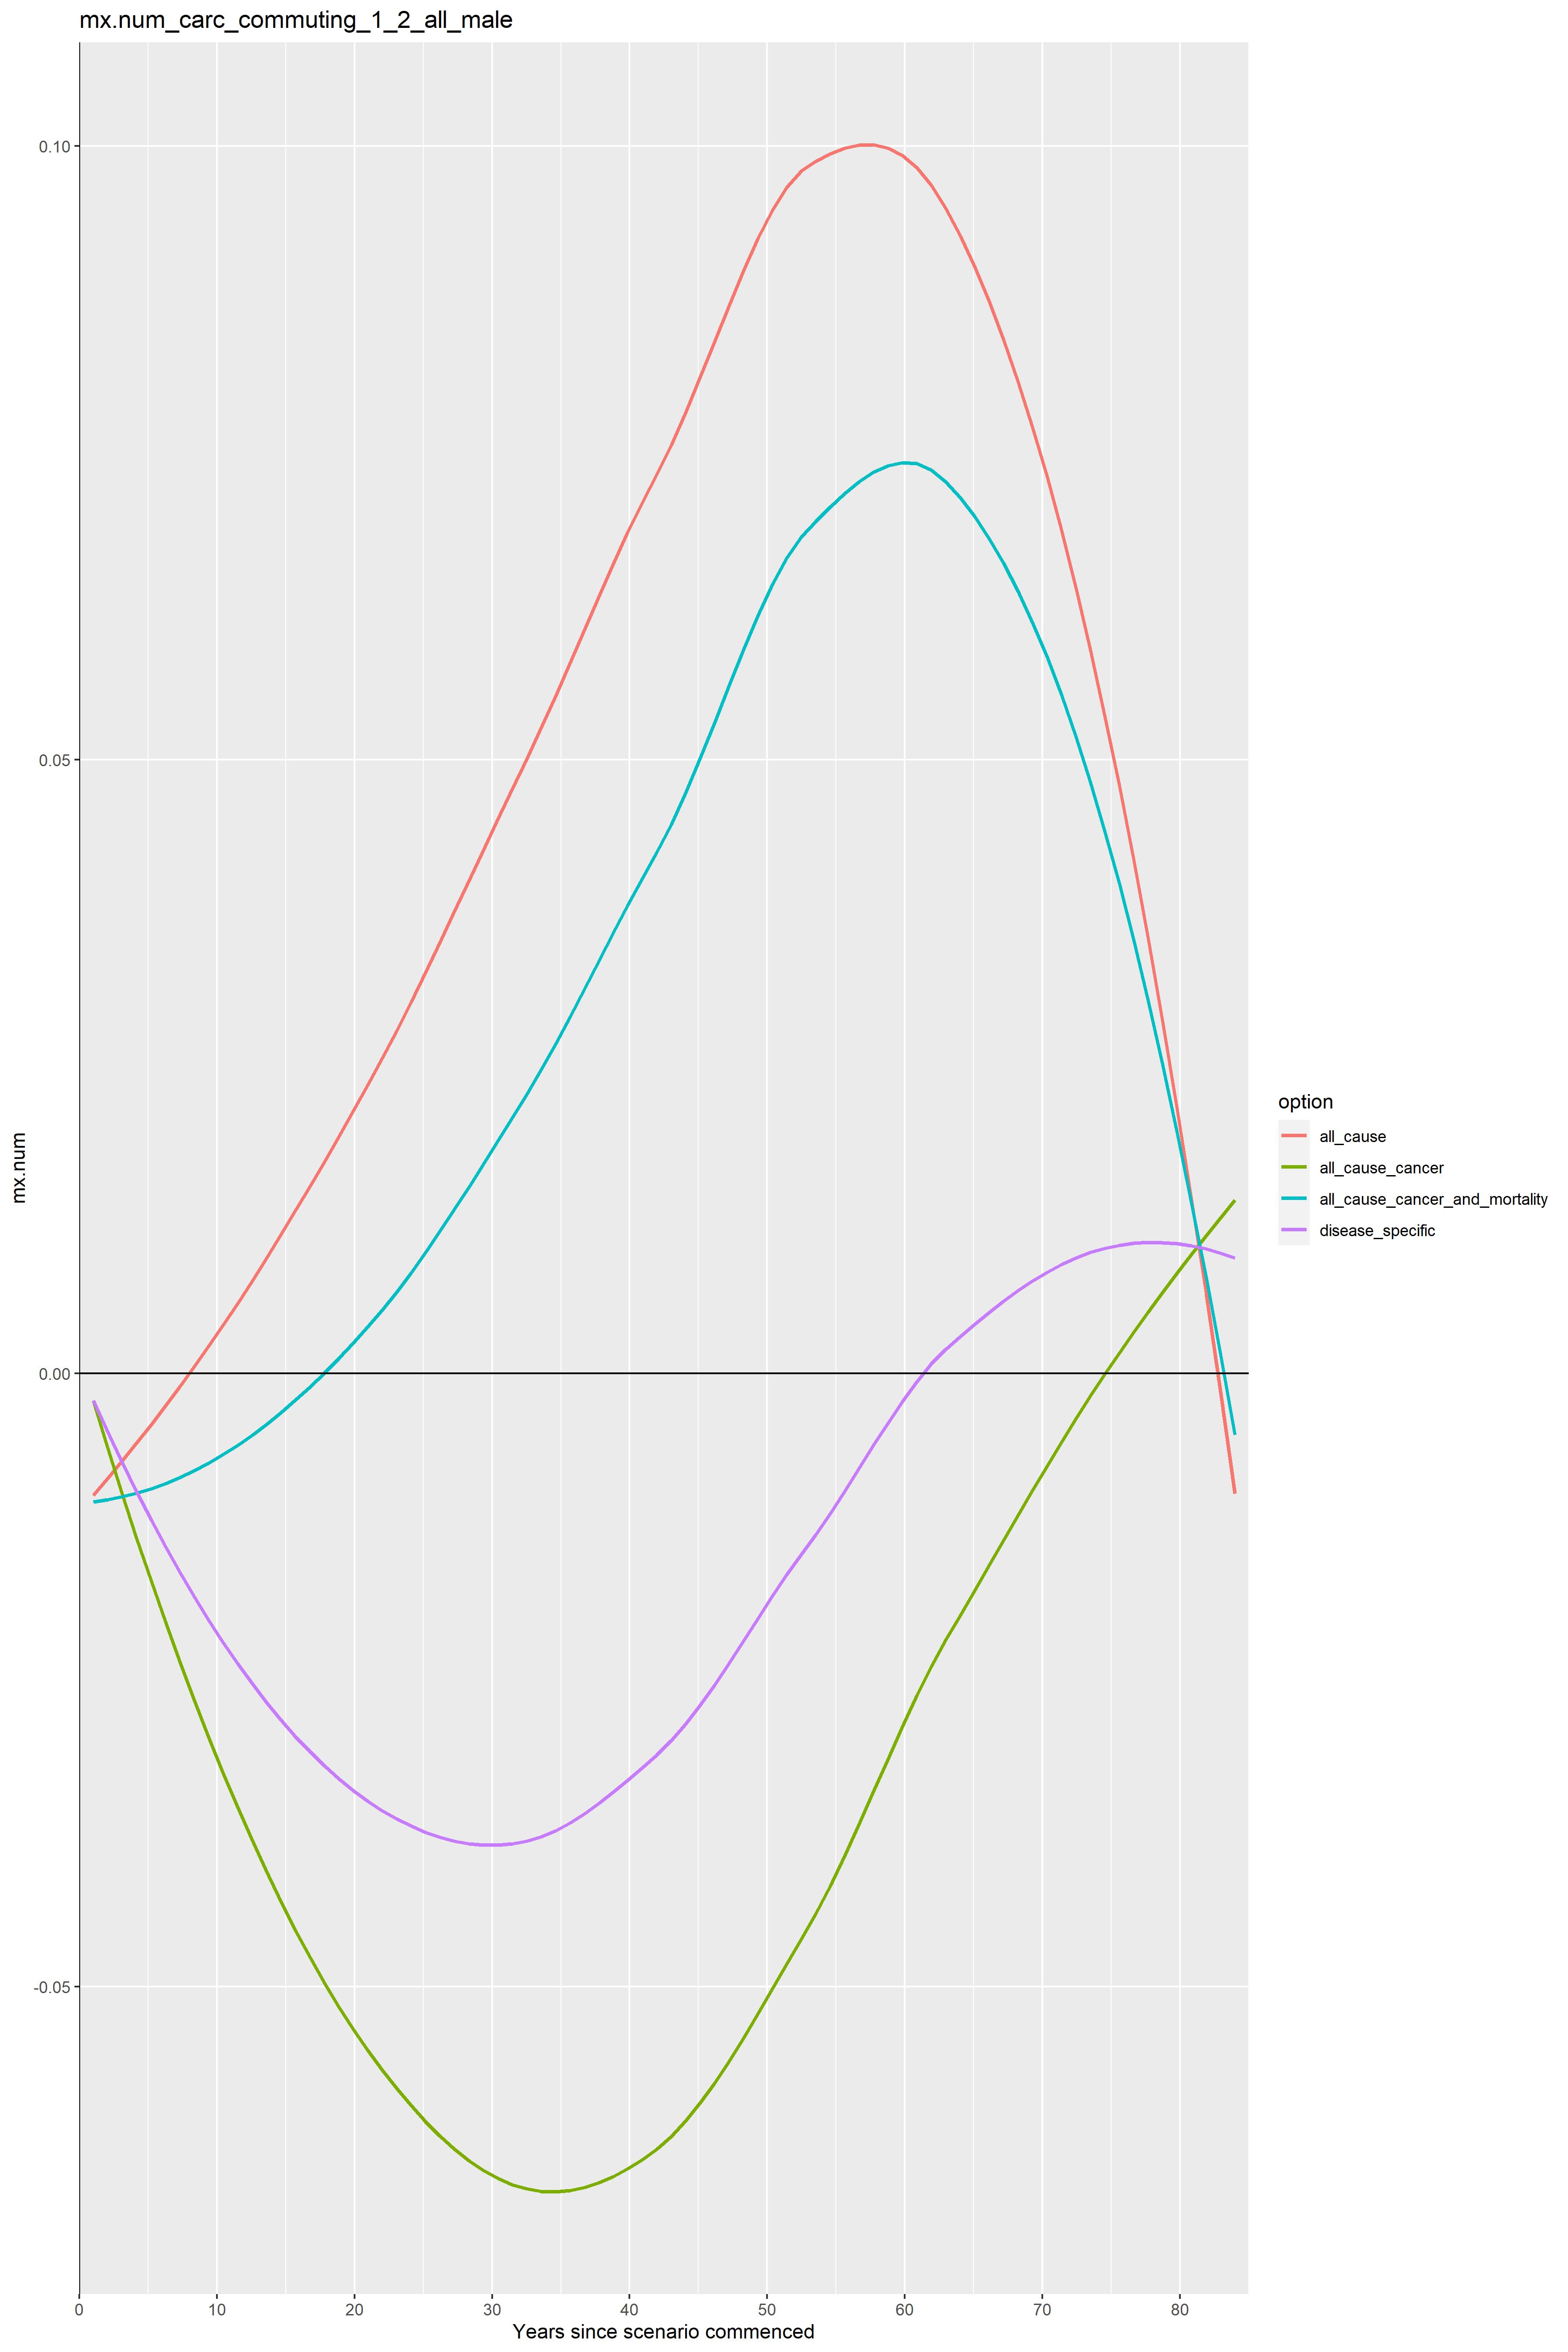 mx.num_carc_commuting_1_2_all_male
0.10
0.05
0.00
-0.05
mx.num
0 10 20 30 40 50 60 70 80
Years since scenario commenced
option
all_cause
all_cause_cancer
all_cause_cancer_and_mortality
disease_specific